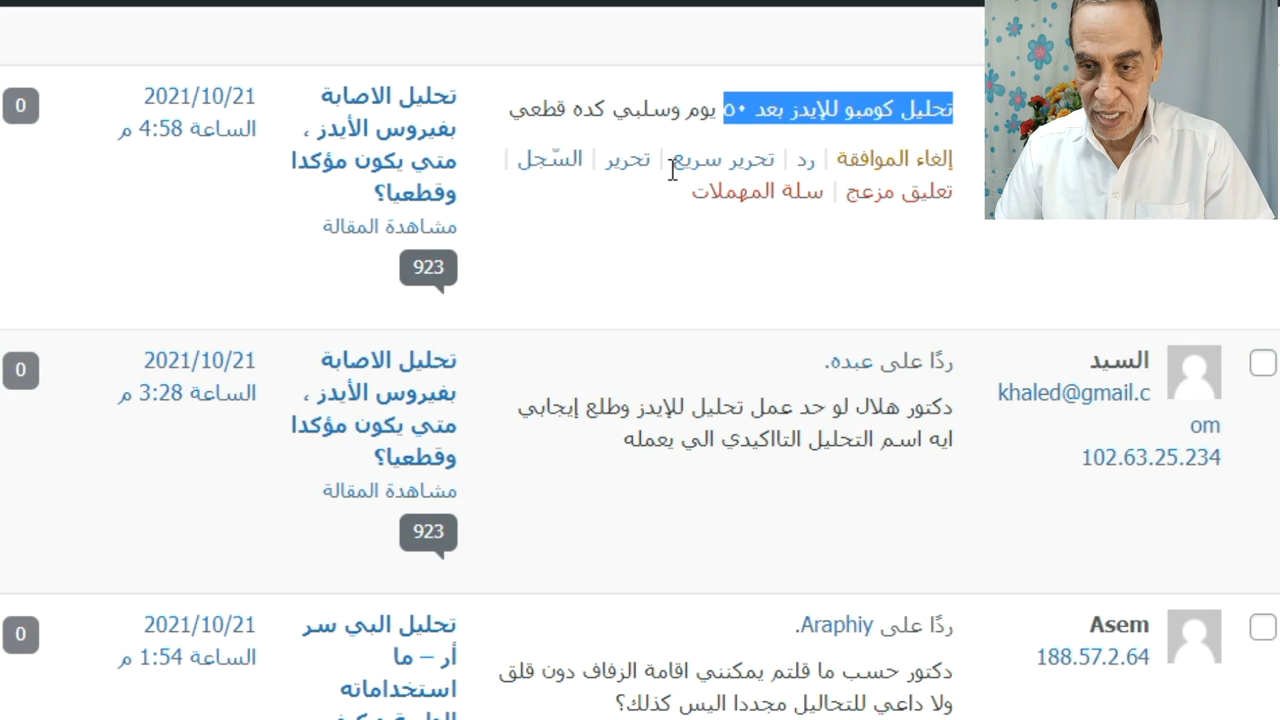 تحليل كومبو للإيدز بعد ٥٠ يوم وسلبي كده قطعي
إلغاء الموافقة | رد | تحرير سريع | تحرير | السّجل |
تعليق مزعج | سلة المهملات
تحليل الاصابة
بفيروس الأيدز ،
متي يكون مؤكدا
وقطعيا؟
مشاهدة المقالة
923
2021/10/21
الساعة 4:58 م
0
السيد
khaled@gmail.c
om
102.63.25.234
ردًا على عبده.
دكتور هلال لو حد عمل تحليل للإيدز وطلع إيجابي
ايه اسم التحليل التااكيدي الي يعمله
تحليل الاصابة
بفيروس الأيدز ،
متي يكون مؤكدا
وقطعيا؟
مشاهدة المقالة
923
2021/10/21
الساعة 3:28 م
0
Asem
188.57.2.64
ردًا على Araphiy.
دكتور حسب ما قلتم يمكنني اقامة الزفاف دون قلق
ولا داعي للتحاليل مجددا اليس كذلك؟
تحليل البي سر
أر – ما
استخداماته
2021/10/21
الساعة 1:54 م
0